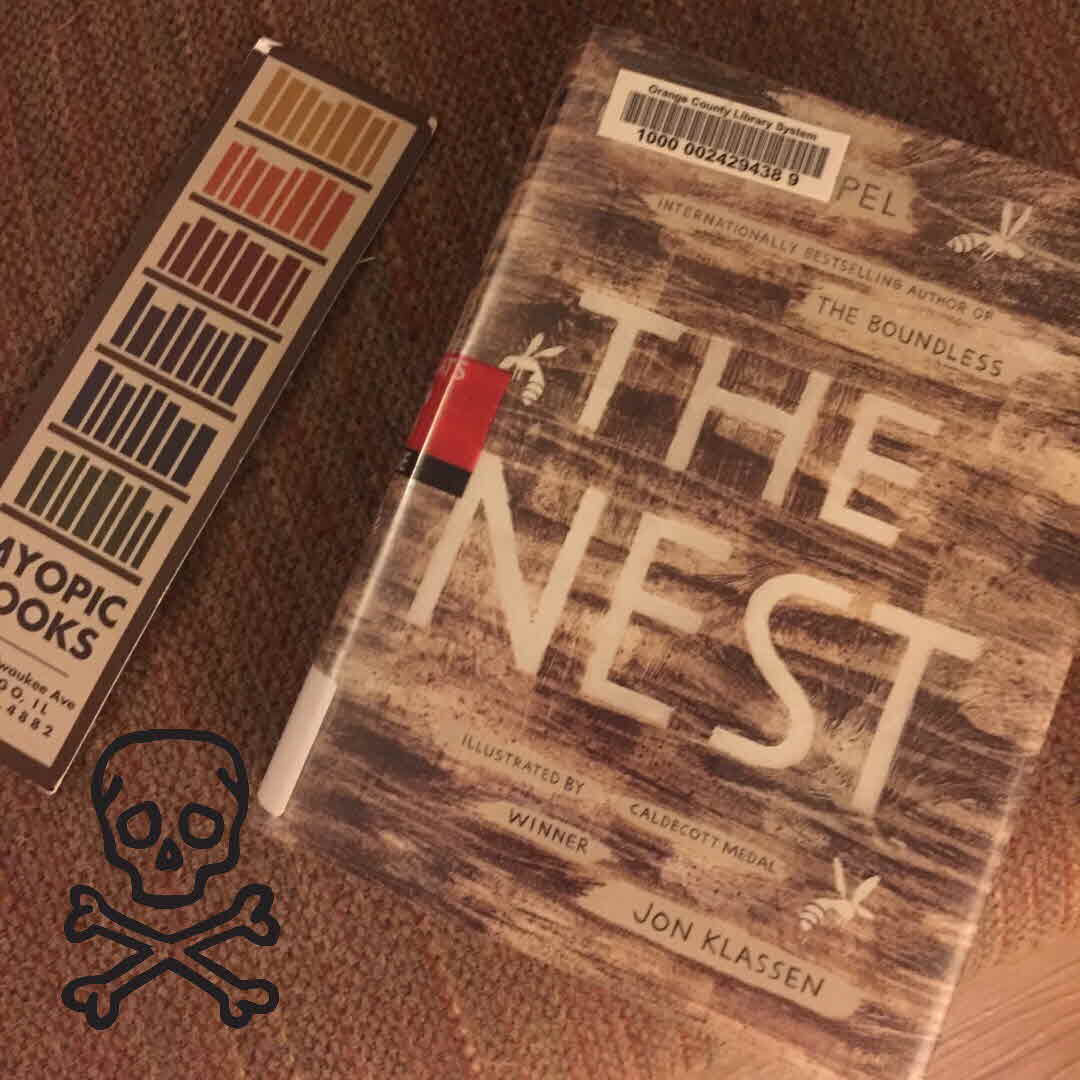 MYOPIC
OOKS
waukee Ave
GO, IL
-4882
Orange County Library System
1000 002429438 9
PEL
INTERNATIONALLY BESTSELLING AUTHOR OF
THE BOUNDLESS
THE
NEST
ILLUSTRATED BY CALDECOTT MEDAL
WINNER
JON KLASSEN